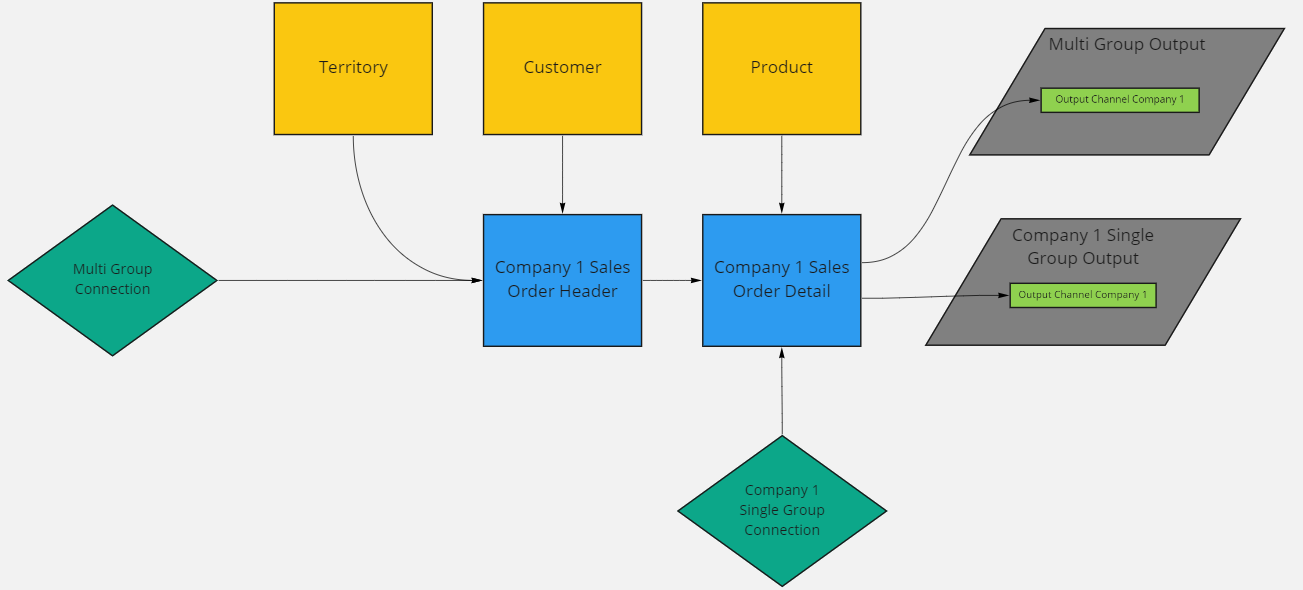 Territory
Customer
Product
Multi Group Output
Output Channel Company 1
Multi Group
Connection
Company 1 Sales
Order Header
Company 1 Sales
Order Detail
Company 1 Single
Group Output
Output Channel Company 1
Company 1
Single Group
Connection